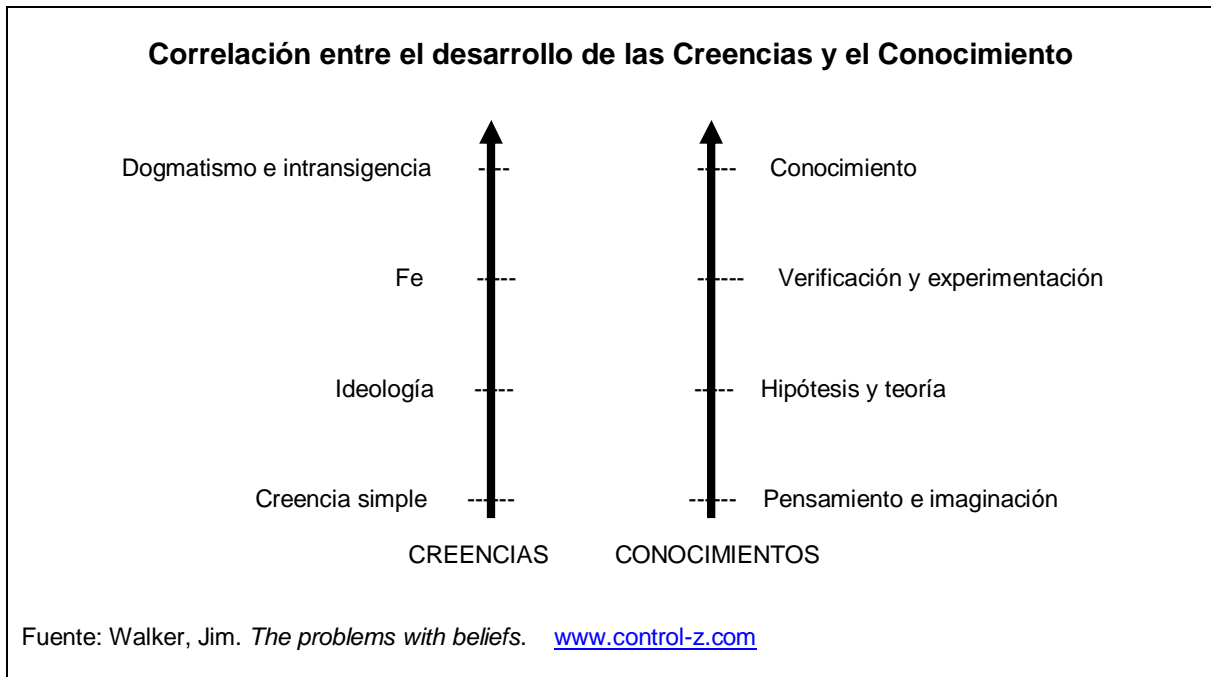 Correlación entre el desarrollo de las Creencias y el Conocimiento
Dogmatismo e intransigencia
Conocimiento
Fe
Verificación y experimentación
Ideología
Hipótesis y teoría
Creencia simple
Pensamiento e imaginación
CREENCIAS
CONOCIMIENTOS
Fuente: Walker, Jim. The problems with beliefs. www.control-z.com